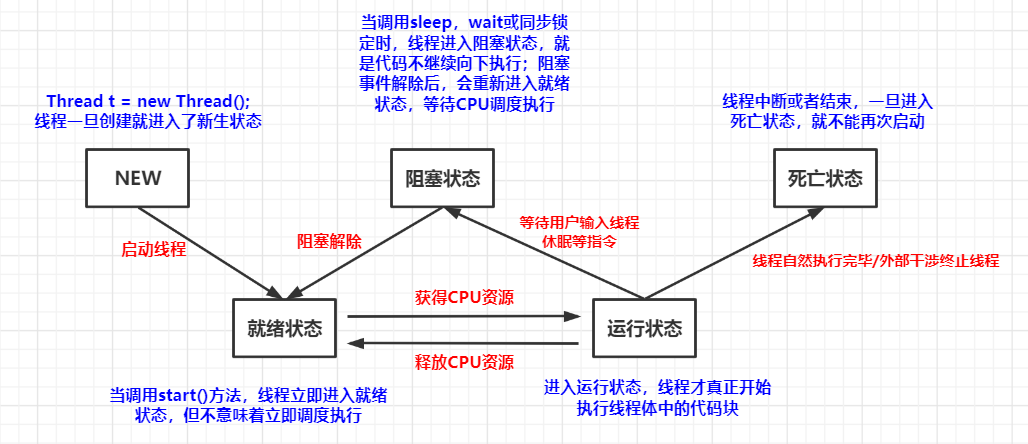 当调用sleep，wait或同步锁
定时，线程进入阻塞状态，就
是代码不继续向下执行；阻塞
事件解除后，会重新进入就绪
状态，等待CPU调度执行
Thread t = new Thread();
线程一旦创建就进入了新生状态
线程中断或者结束，一旦进入
死亡状态，就不能再次启动
NEW
阻塞状态
死亡状态
启动线程
阻塞解除
等待用户输入线程
休眠等指令
线程自然执行完毕/外部干涉终止线程
就绪状态
获得CPU资源
释放CPU资源
运行状态
当调用start()方法，线程立即进入就绪
状态，但不意味着立即调度执行
进入运行状态，线程才真正开始
执行线程体中的代码块